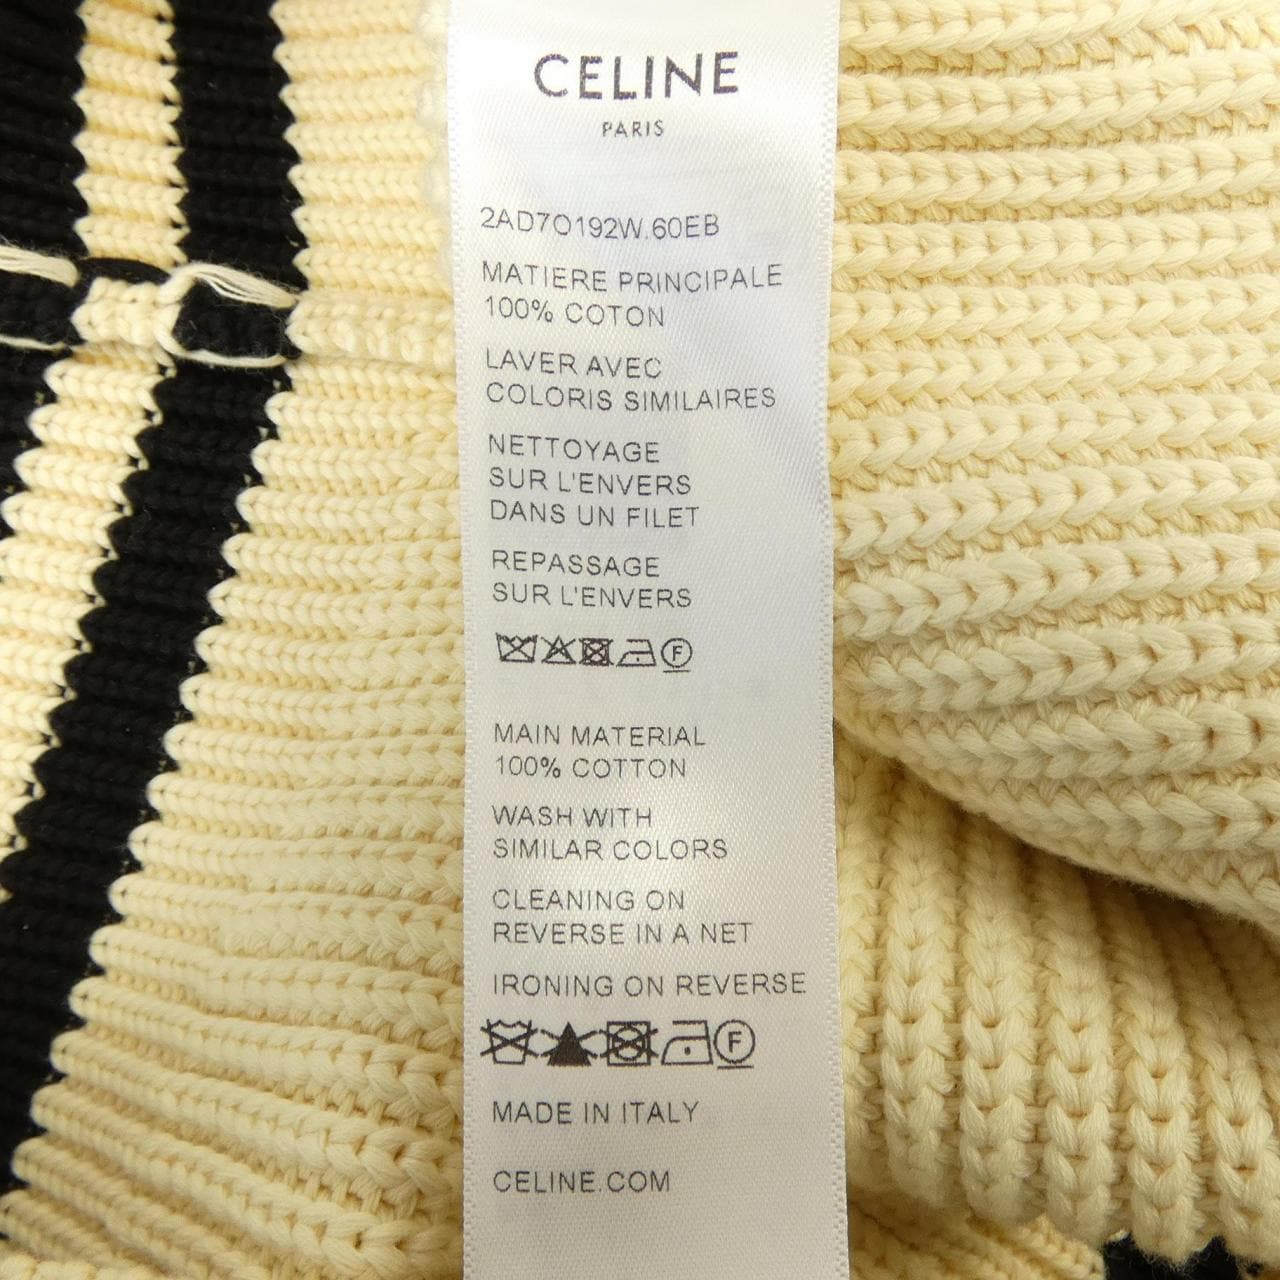 CELINE
PARIS
2AD7O192W.60EB
MATIERE PRINCIPALE
100% COTON
LAVER AVEC
COLORIS SIMILAIRES
NETTOYAGE
SUR L'ENVERS
DANS UN FILET
REPASSAGE
SUR L'ENVERS
F
MAIN MATERIAL
100% COTTON
WASH WITH
SIMILAR COLORS
CLEANING ON
REVERSE IN A NET
IRONING ON REVERSE
F
MADE IN ITALY
CELINE.COM